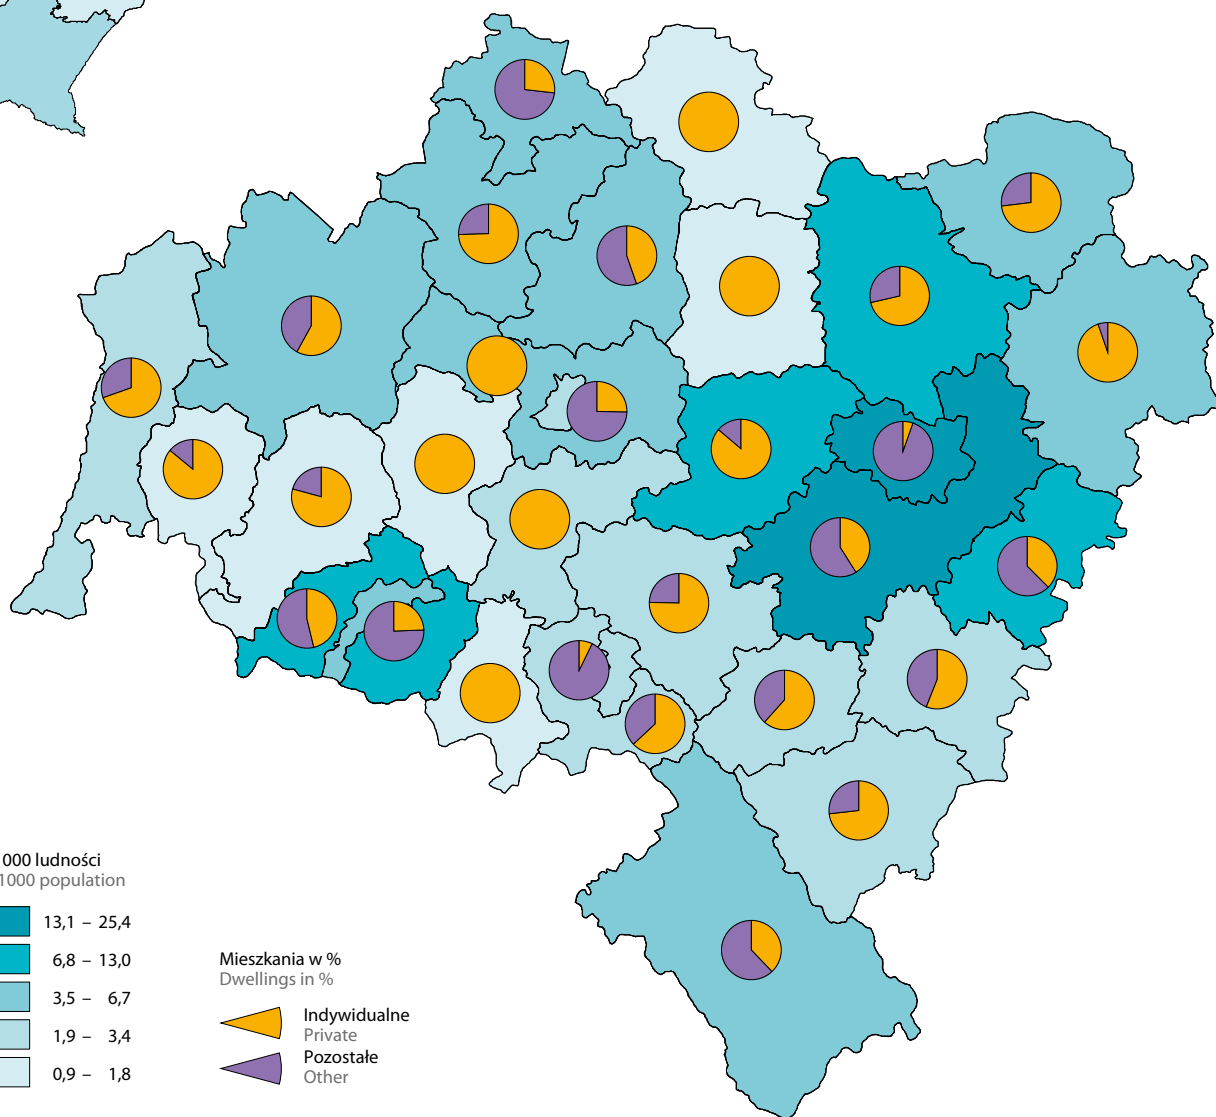 000 ludności
1000 population
13,1 – 25,4
6,8 – 13,0
3,5 – 6,7
1,9 – 3,4
0,9 – 1,8
Mieszkania w %
Dwellings in %
Indywidualne
Private
Pozostałe
Other